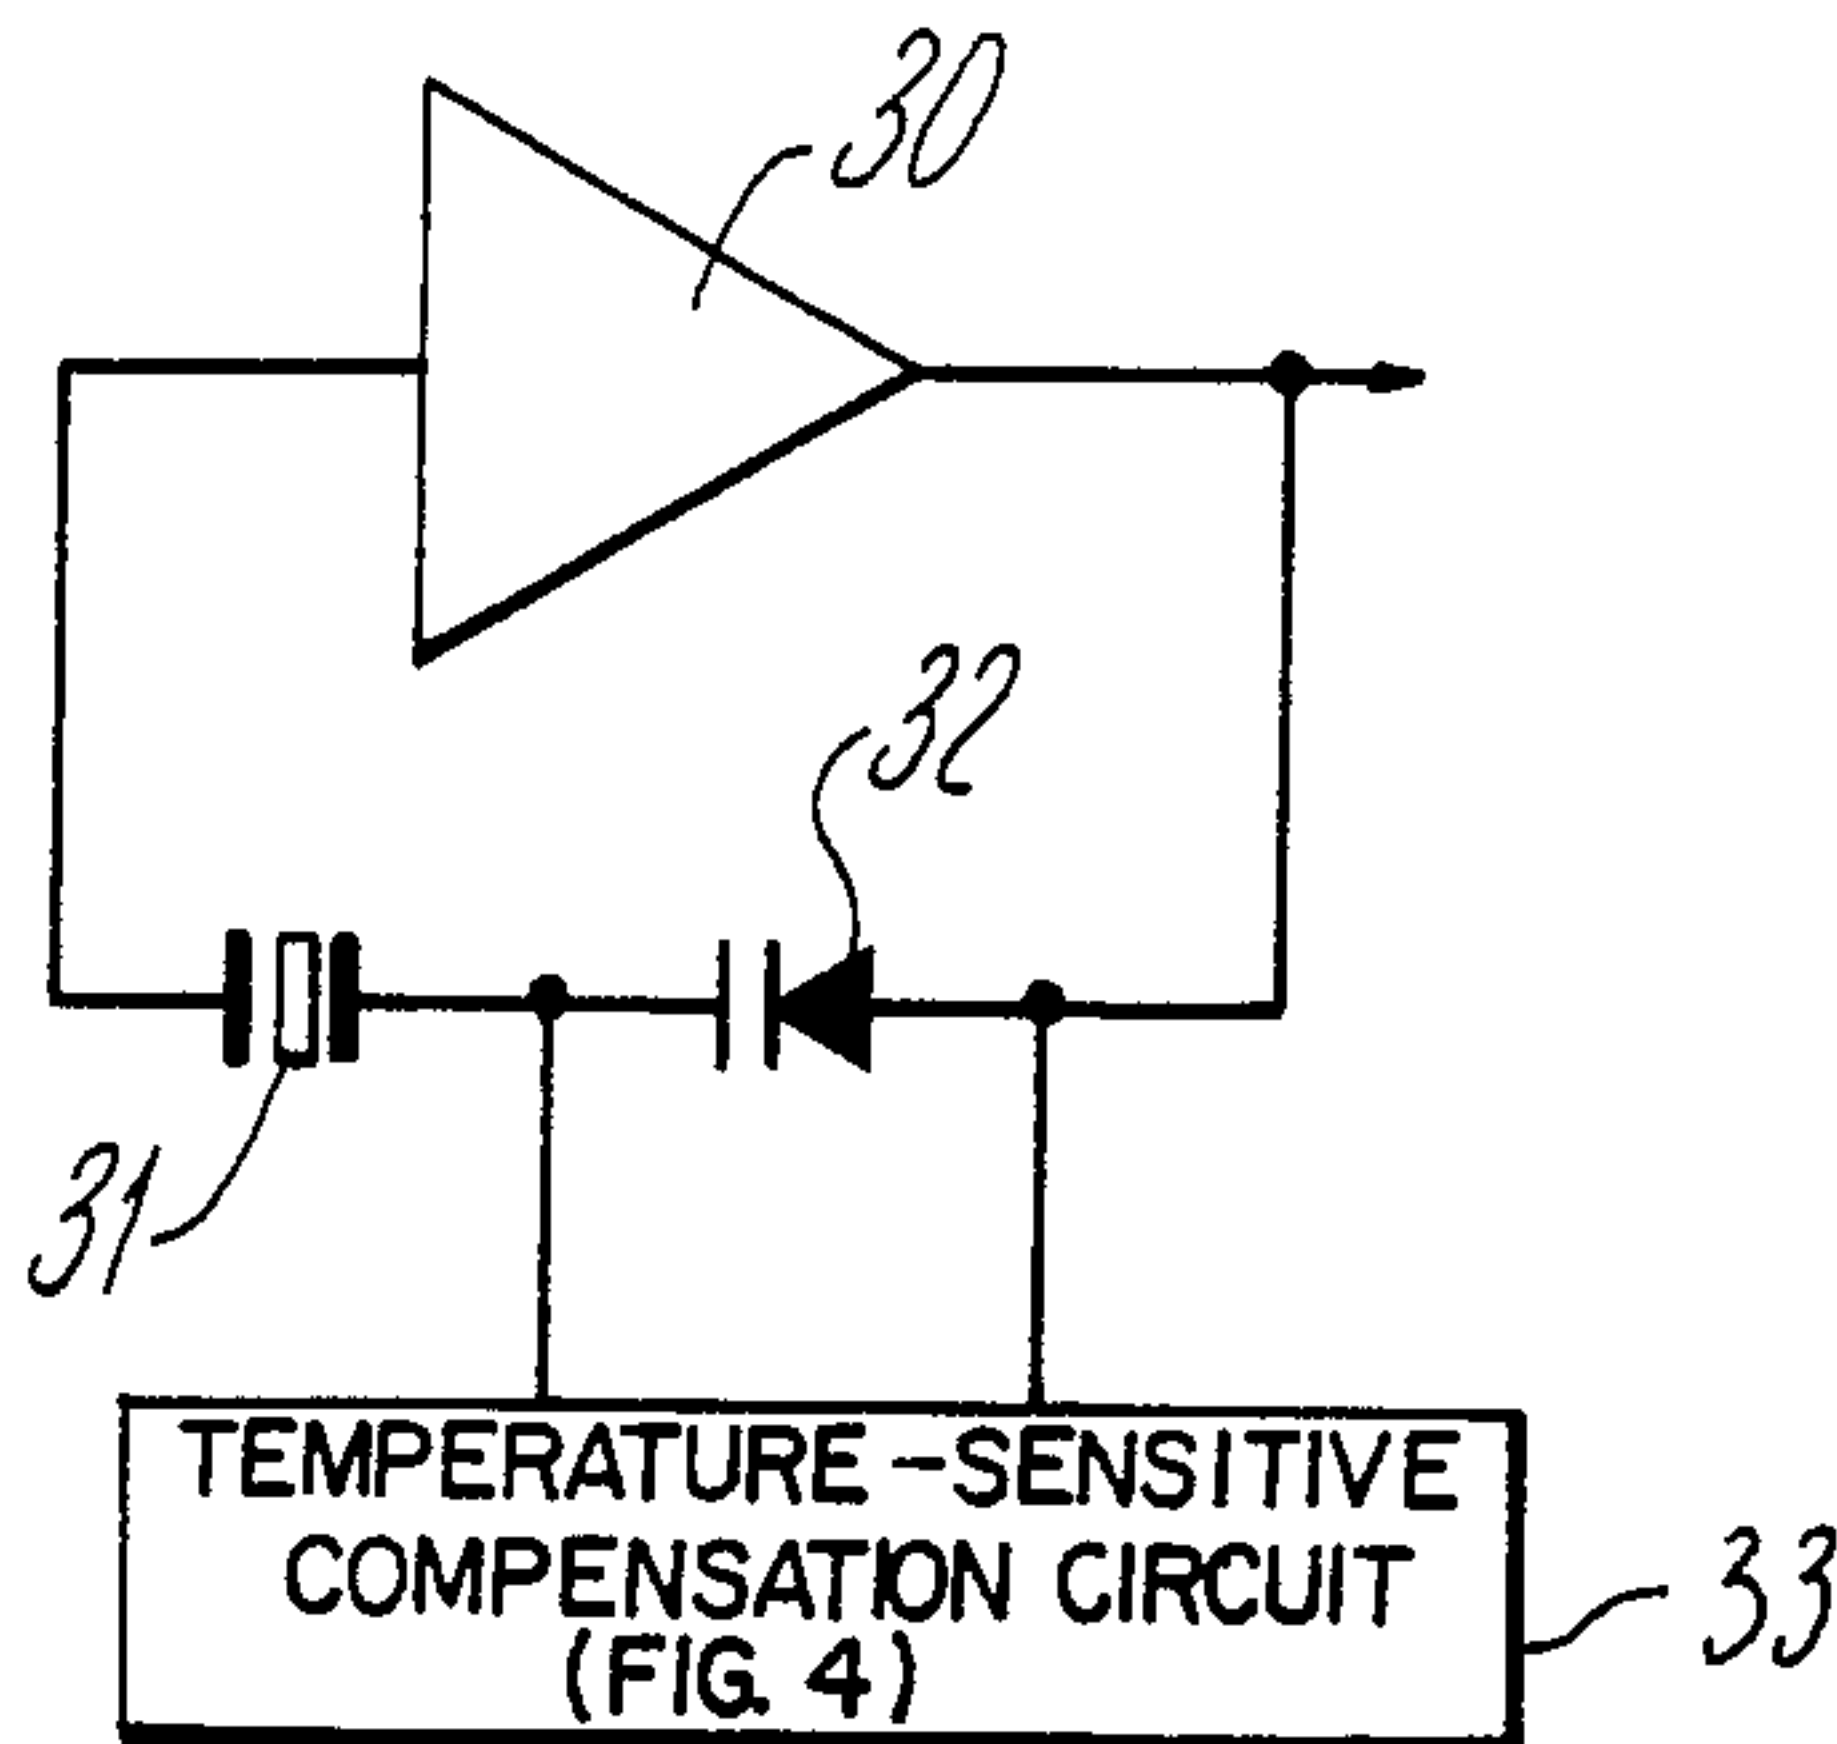 30
32
31
TEMPERATURE-SENSITIVE
COMPENSATION CIRCUIT
(FIG. 4)
33